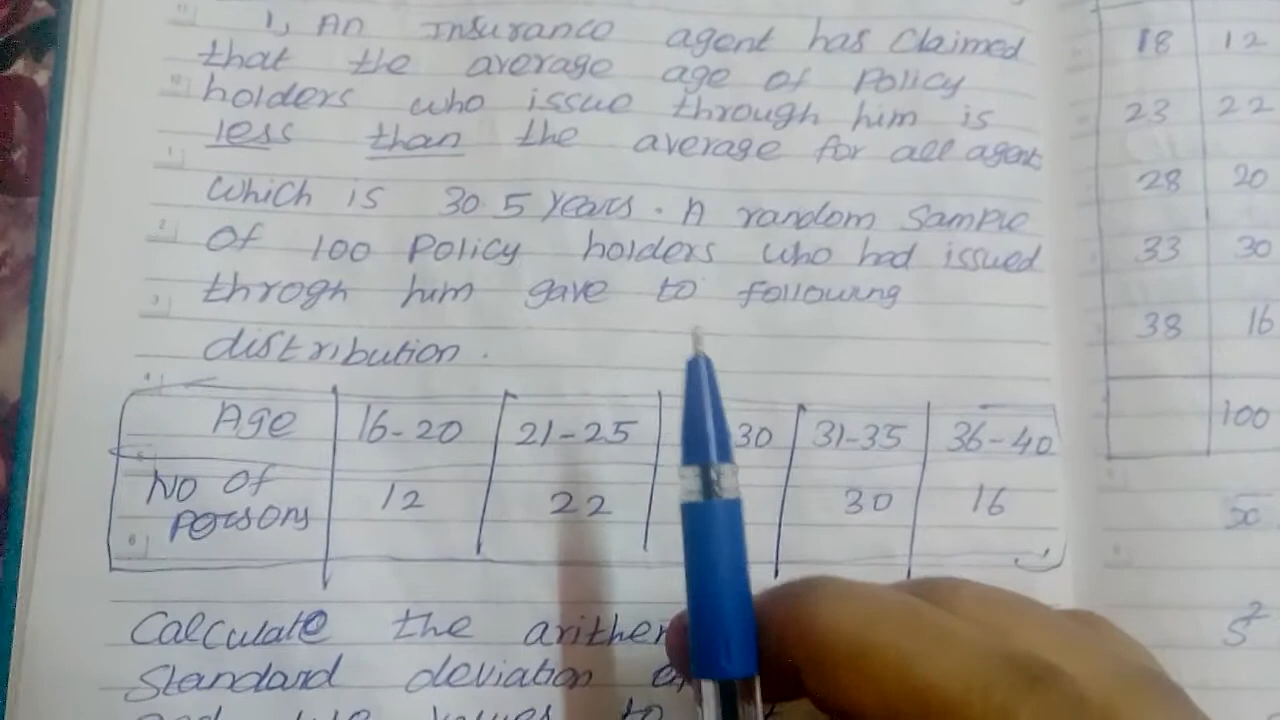 1, An Insurance agent has claimed
that the average age of Policy
holders who issue through him is
less than the average for all agent
which is 30 5 years. A random Sample
Of 100 Policy holders who had issued
throgh him gave to following
distribution.
Age 16-20 21-25 30 31-35 36-40
No Of Persons 12 22 30 16
Calculate the
Standard deviation
18 12
23 22
28 20
33 30
38 16
100